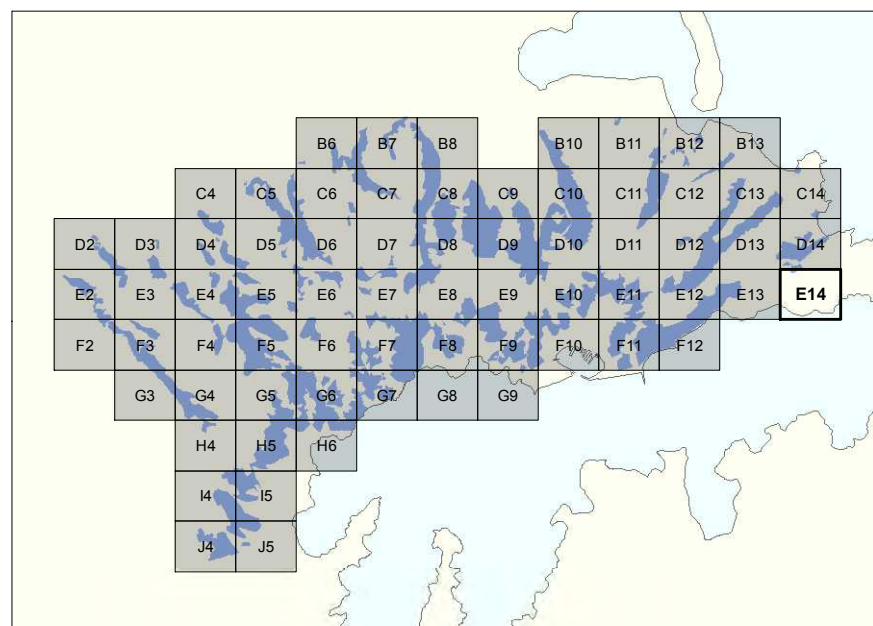 B6 B7 B8 B10 B11 B12 B13
C4 C5 C6 C7 C8 C9 C10 C11 C12 C13 C14
D2 D3 D4 D5 D6 D7 D8 D9 D10 D11 D12 D13 D14
E2 E3 E4 E5 E6 E7 E8 E9 E10 E11 E12 E13 E14
F2 F3 F4 F5 F6 F7 F8 F9 F10 F11 F12
G3 G4 G5 G6 G7 G8 G9
H4 H5 H6
I4 I5
J4 J5